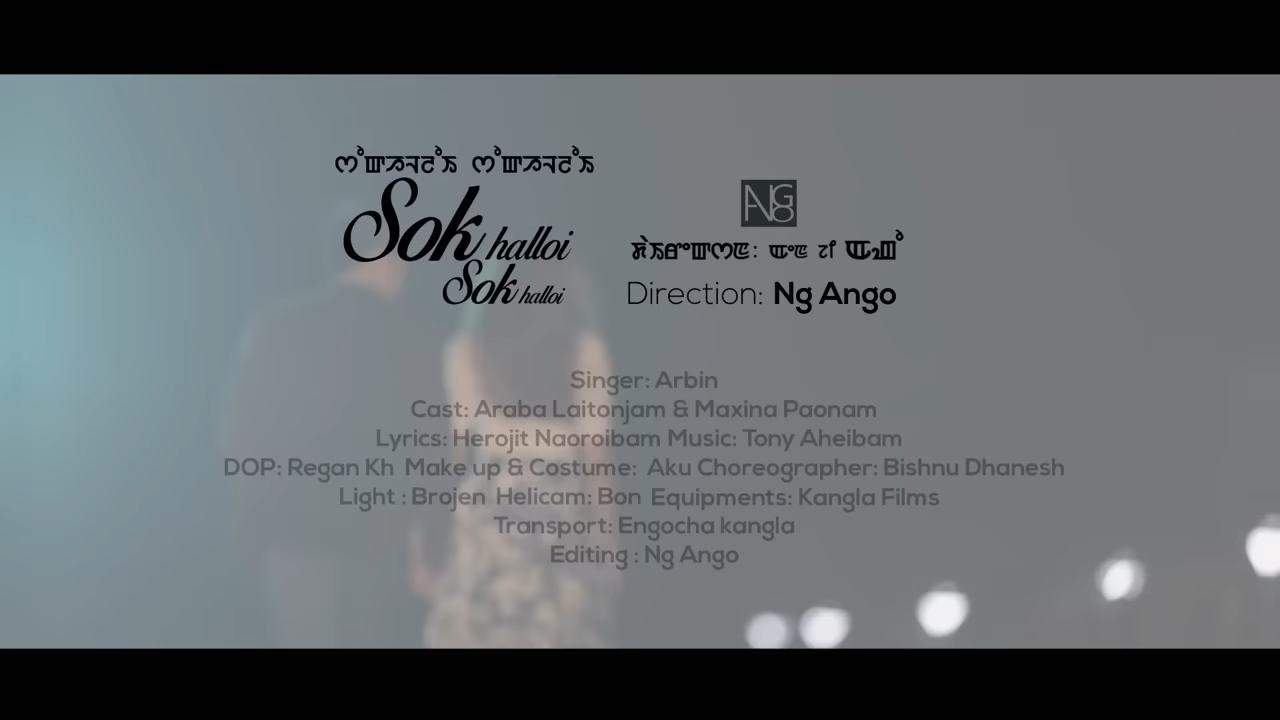 Sok halloi
Sok halloi
NG
Direction: Ng Ango
Singer: Arbin
Cast: Araba Laitonjam & Maxina Paonam
Lyrics: Herojit Naoroibam Music: Tony Aheibam
DOP: Regan Kh Make up & Costume: Aku Choreographer: Bishnu Dhanesh
Light : Brojen Helicam: Bon Equipments: Kangla Films
Transport: Engocha kangla
Editing : Ng Ango